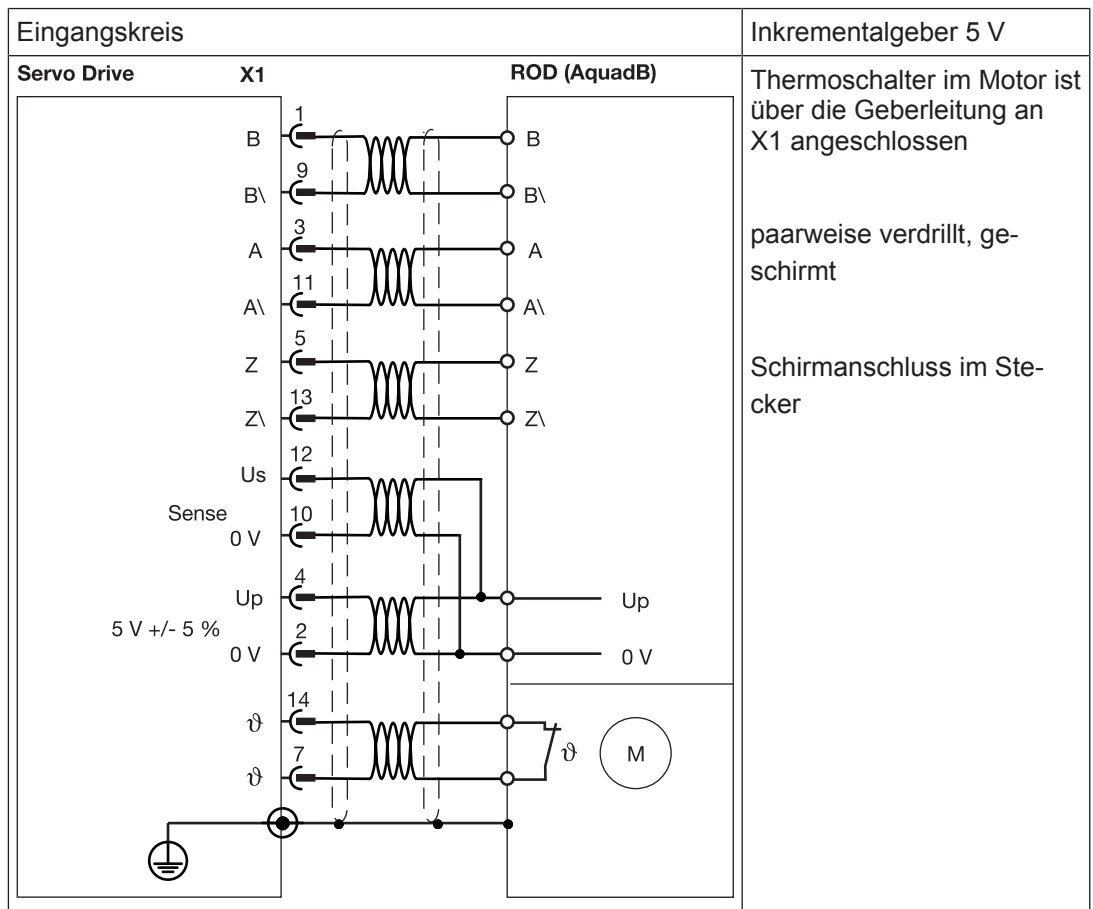 Eingangskreis
Inkrementalgeber 5 V
Servo Drive X1 ROD (AquadB)
Thermoschalter im Motor ist
über die Geberleitung an
X1 angeschlossen
paarweise verdrillt, ge-
schirmt
Schirmanschluss im Ste-
cker
B 1 B
B\ 9 B\
A 3 A
A\ 11 A\
Z 5 Z
Z\ 13 Z\
Us 12
Sense
0 V 10
Up 4 Up
5 V +/- 5 %
0 V 2 0 V
ϑ 14
ϑ M
ϑ 7